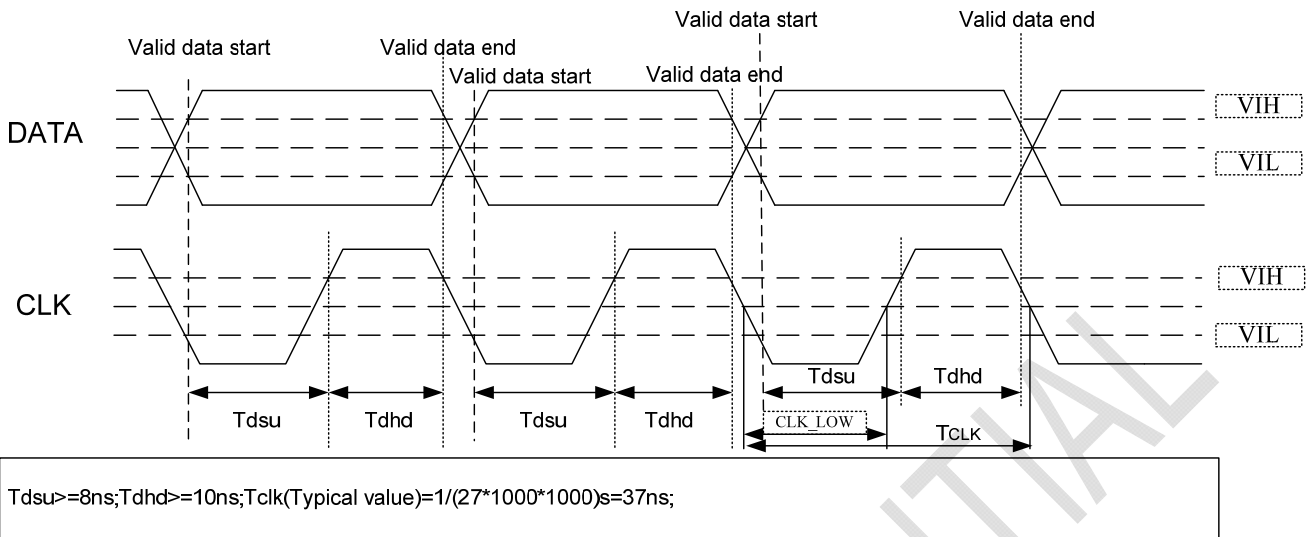 Valid data start
Valid data end
Valid data start
Valid data end
Valid data start
Valid data end
DATA
VIH
VIL
CLK
VIH
VIL
Tdsu
Tdhd
Tdsu
Tdhd
Tdsu
Tdhd
CLK_LOW
TCLK
Tdsu>=8ns;Tdhd>=10ns;Tclk(Typical value)=1/(27*1000*1000)s=37ns;
NTIAL